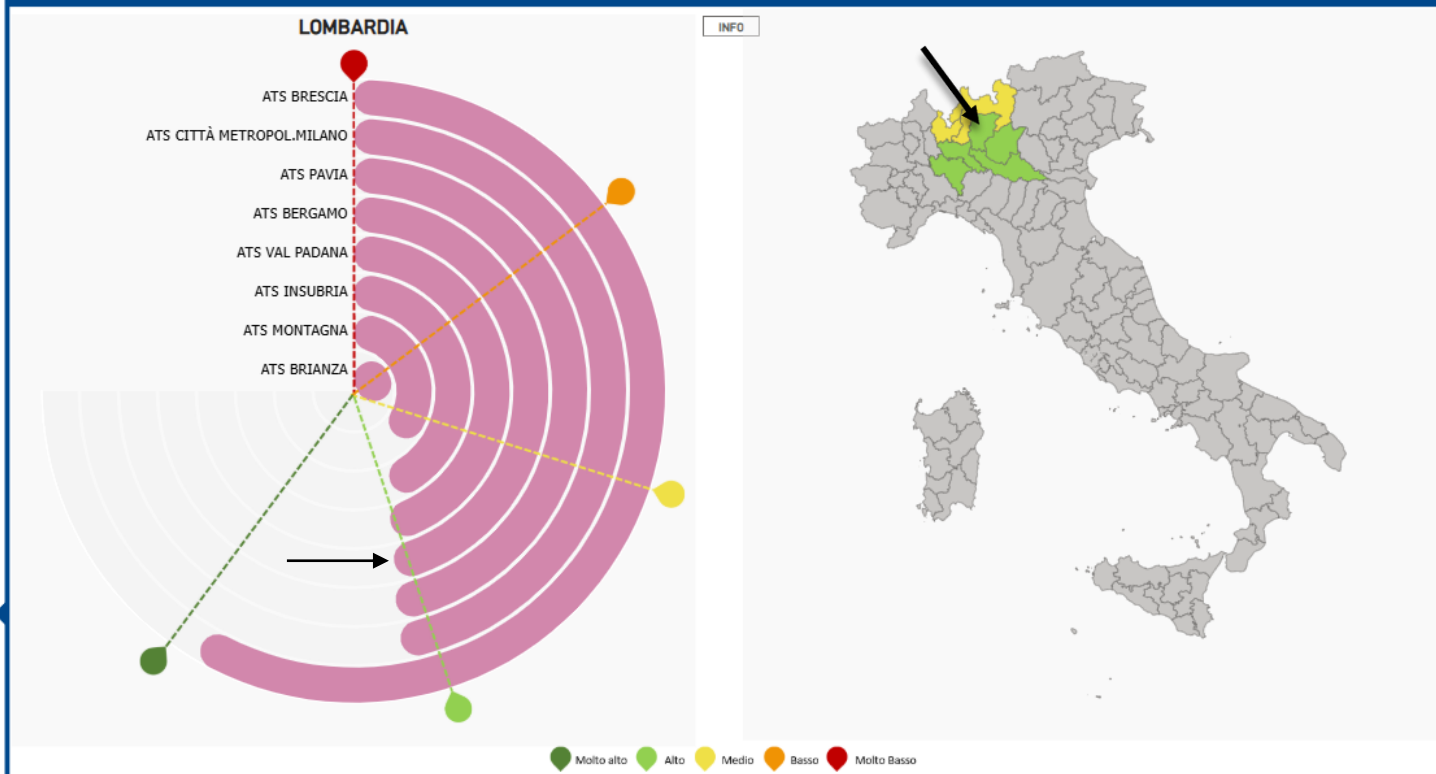 LOMBARDIA
INFO
ATS BRESCIA
ATS CITTÀ METROPOL.MILANO
ATS PAVIA
ATS BERGAMO
ATS VAL PADANA
ATS INSUBRIA
ATS MONTAGNA
ATS BRIANZA
Molto alto Alto Medio Basso Molto Basso